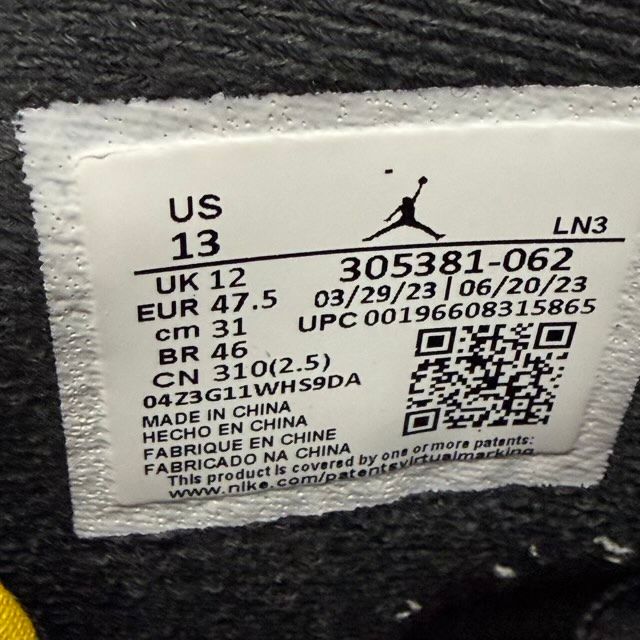 US
13
LN3
UK 12
EUR 47.5
cm 31
BR 46
CN 310(2.5)
305381-062
03/29/23 | 06/20/23
UPC 00196608315865
04Z3G11WHS9DA
MADE IN CHINA
HECHO EN CHINA
FABRIQUE EN CHINE
FABRICADO NA CHINA
This product is covered by one or more patents:
www.nike.com/patentsvirtualmarking